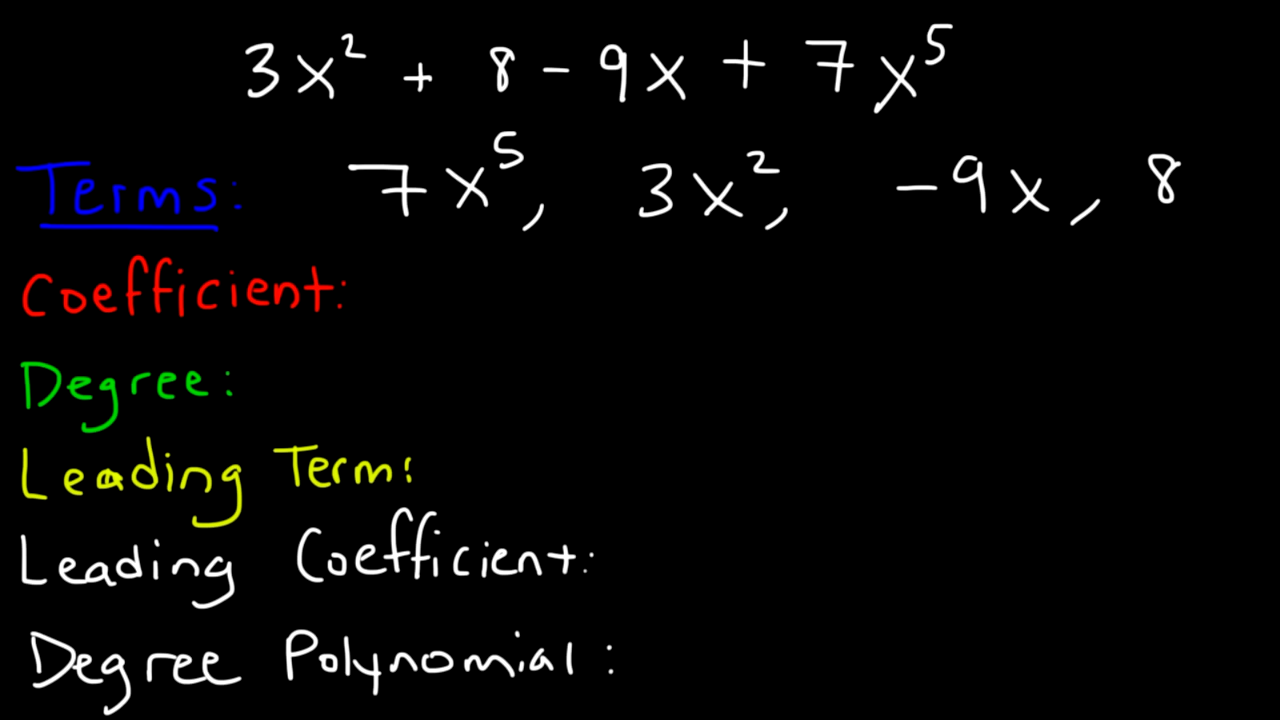 3x² + 8 - 9x + 7x⁵
Terms: 7x⁵, 3x², -9x, 8
Coefficient:
Degree:
Leading Term:
Leading Coefficient:
Degree Polynomial: